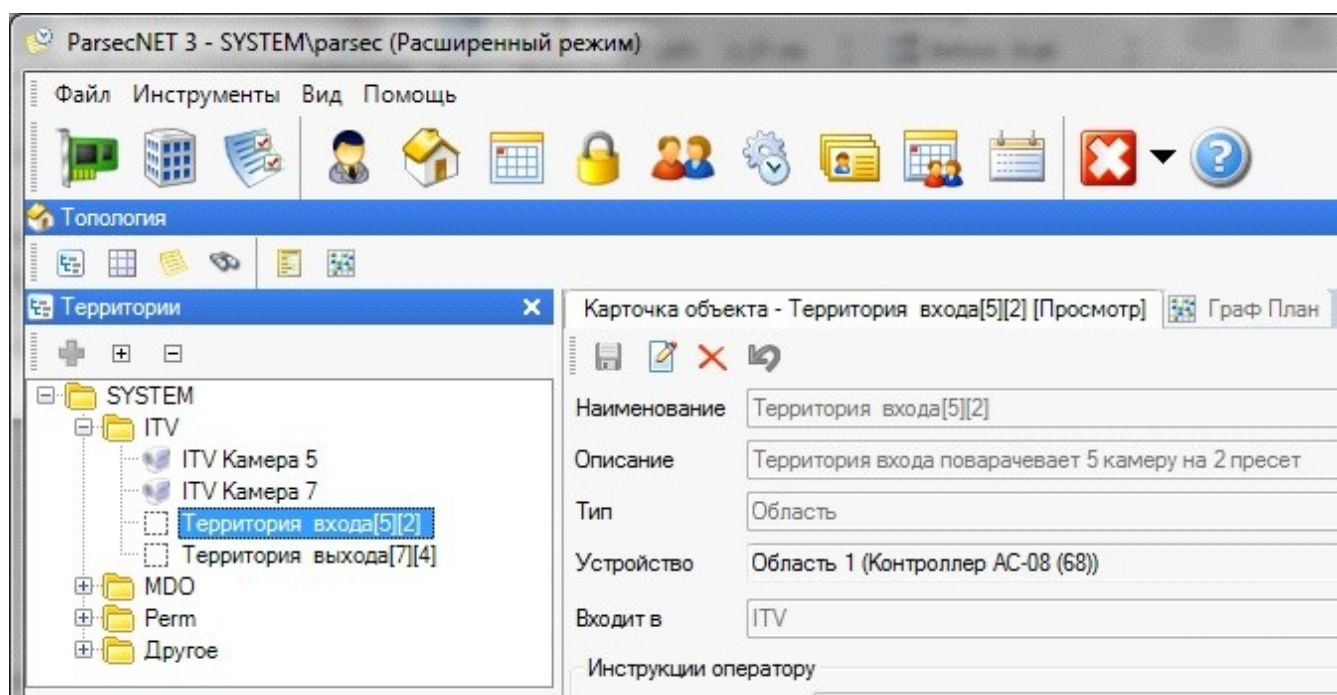 ParsecNET 3 - SYSTEM\parsec (Расширенный режим)
Файл Инструменты Вид Помощь
Топология
Территории
Карточка объекта - Территория входа[5][2] [Просмотр]
Граф План
SYSTEM
ITV
ITV Камера 5
ITV Камера 7
Территория входа[5][2]
Территория выхода[7][4]
MDO
Perm
Другое
Наименование Территория входа[5][2]
Описание Территория входа поварачевает 5 камеру на 2 пресет
Тип Область
Устройство Область 1 (Контроллер AC-08 (68))
Входит в ITV
Инструкции оператору